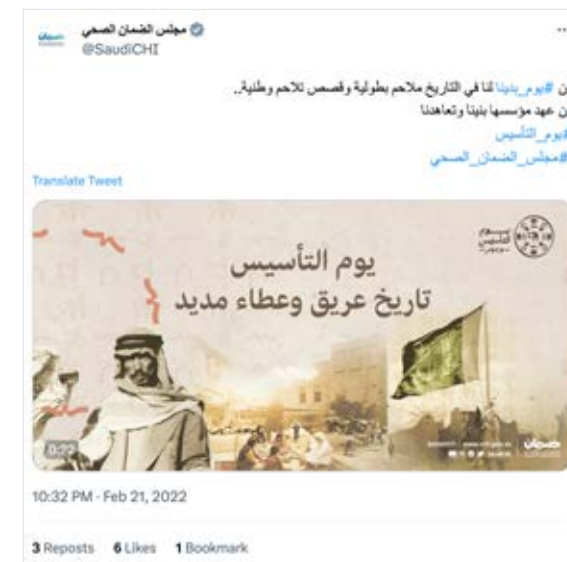 مجلس الضمان الصحي
@SaudiCHI
ن #يوم_بدينا لنا في التاريخ ملاحم بطولية وقصص تلاحم وطنية..
ن عهد مؤسسها بنينا وتعاهدنا
#يوم_التأسيس
#مجلس_الضمان_الصحي
Translate Tweet
يوم التأسيس
تاريخ عريق وعطاء مديد
ضمان
0:22
10:32 PM · Feb 21, 2022
3 Reposts 6 Likes 1 Bookmark